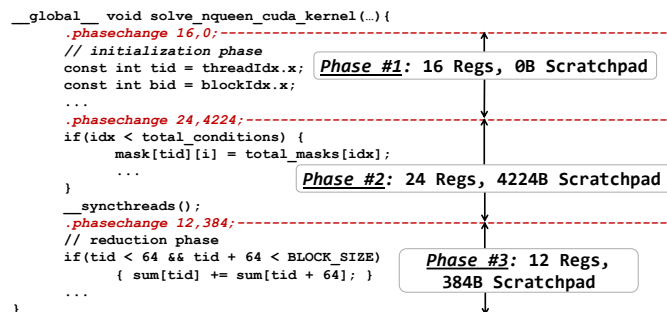 __global__ void solve_nqueen_cuda_kernel(…){
.phasechange 16,0;
// initialization phase
const int tid = threadIdx.x;
const int bid = blockIdx.x;
...
Phase #1: 16 Regs, 0B Scratchpad
.phasechange 24,4224;
if(idx < total_conditions) {
mask[tid][i] = total_masks[idx];
...
}
__syncthreads();
Phase #2: 24 Regs, 4224B Scratchpad
.phasechange 12,384;
// reduction phase
if(tid < 64 && tid + 64 < BLOCK_SIZE)
{ sum[tid] += sum[tid + 64]; }
...
Phase #3: 12 Regs,
384B Scratchpad
}